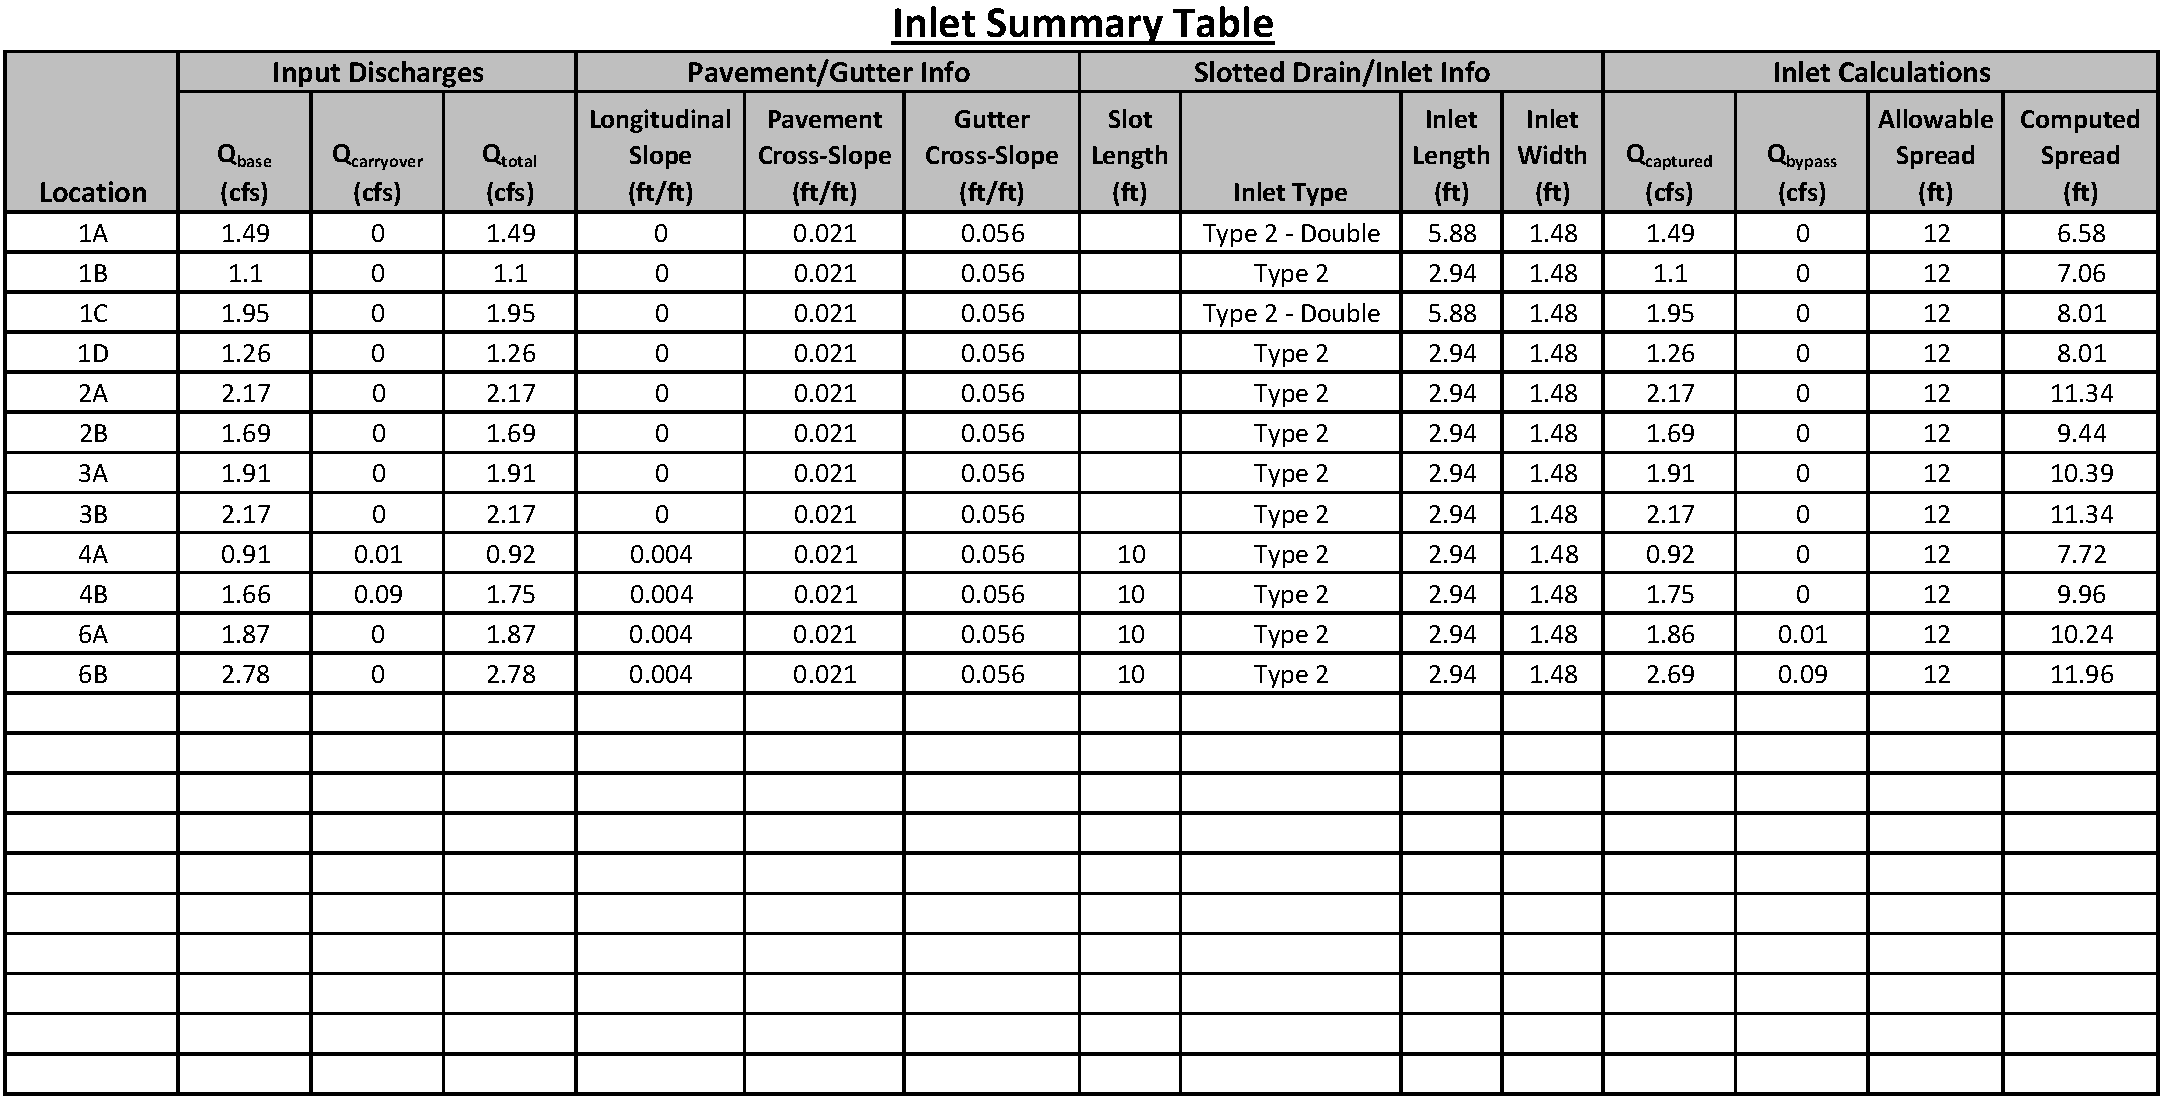 Inlet Summary Table
Input Discharges Pavement/Gutter Info Slotted Drain/Inlet Info Inlet Calculations
Location Qbase (cfs) Qcarryover (cfs) Qtotal (cfs) Longitudinal Slope (ft/ft) Pavement Cross-Slope (ft/ft) Gutter Cross-Slope (ft/ft) Slot Length (ft) Inlet Type Inlet Length (ft) Inlet Width (ft) Qcaptured (cfs) Qbypass (cfs) Allowable Spread (ft) Computed Spread (ft)
1A 1.49 0 1.49 0 0.021 0.056 Type 2 - Double 5.88 1.48 1.49 0 12 6.58
1B 1.1 0 1.1 0 0.021 0.056 Type 2 2.94 1.48 1.1 0 12 7.06
1C 1.95 0 1.95 0 0.021 0.056 Type 2 - Double 5.88 1.48 1.95 0 12 8.01
1D 1.26 0 1.26 0 0.021 0.056 Type 2 2.94 1.48 1.26 0 12 8.01
2A 2.17 0 2.17 0 0.021 0.056 Type 2 2.94 1.48 2.17 0 12 11.34
2B 1.69 0 1.69 0 0.021 0.056 Type 2 2.94 1.48 1.69 0 12 9.44
3A 1.91 0 1.91 0 0.021 0.056 Type 2 2.94 1.48 1.91 0 12 10.39
3B 2.17 0 2.17 0 0.021 0.056 Type 2 2.94 1.48 2.17 0 12 11.34
4A 0.91 0.01 0.92 0.004 0.021 0.056 10 Type 2 2.94 1.48 0.92 0 12 7.72
4B 1.66 0.09 1.75 0.004 0.021 0.056 10 Type 2 2.94 1.48 1.75 0 12 9.96
6A 1.87 0 1.87 0.004 0.021 0.056 10 Type 2 2.94 1.48 1.86 0.01 12 10.24
6B 2.78 0 2.78 0.004 0.021 0.056 10 Type 2 2.94 1.48 2.69 0.09 12 11.96